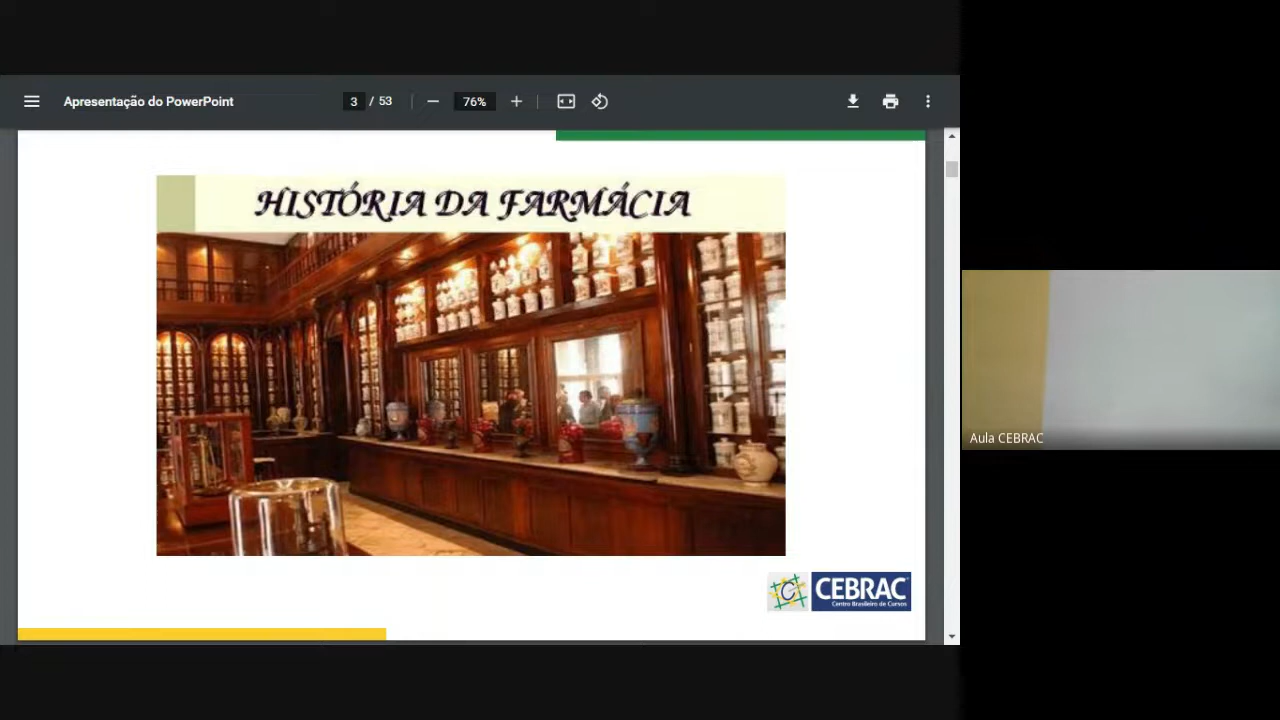 Apresentação do PowerPoint
3 / 53
76%
HISTÓRIA DA FARMÁCIA
CEBRAC
Centro Brasileiro de Cursos
Aula CEBRAC